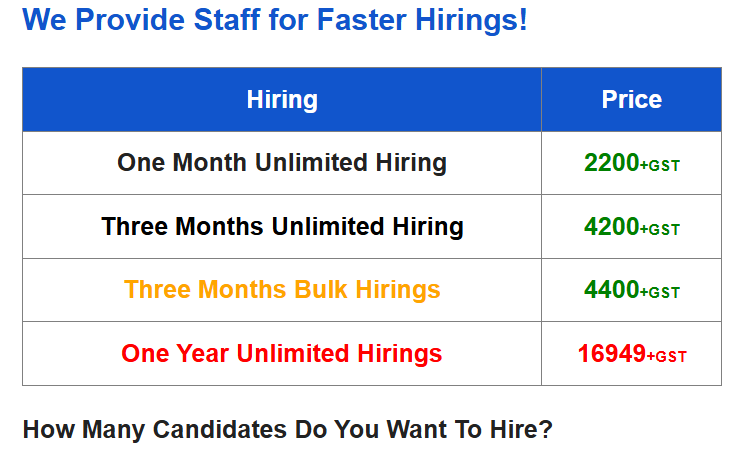 We Provide Staff for Faster Hirings!
Hiring Price
One Month Unlimited Hiring 2200+GST
Three Months Unlimited Hiring 4200+GST
Three Months Bulk Hirings 4400+GST
One Year Unlimited Hirings 16949+GST
How Many Candidates Do You Want To Hire?